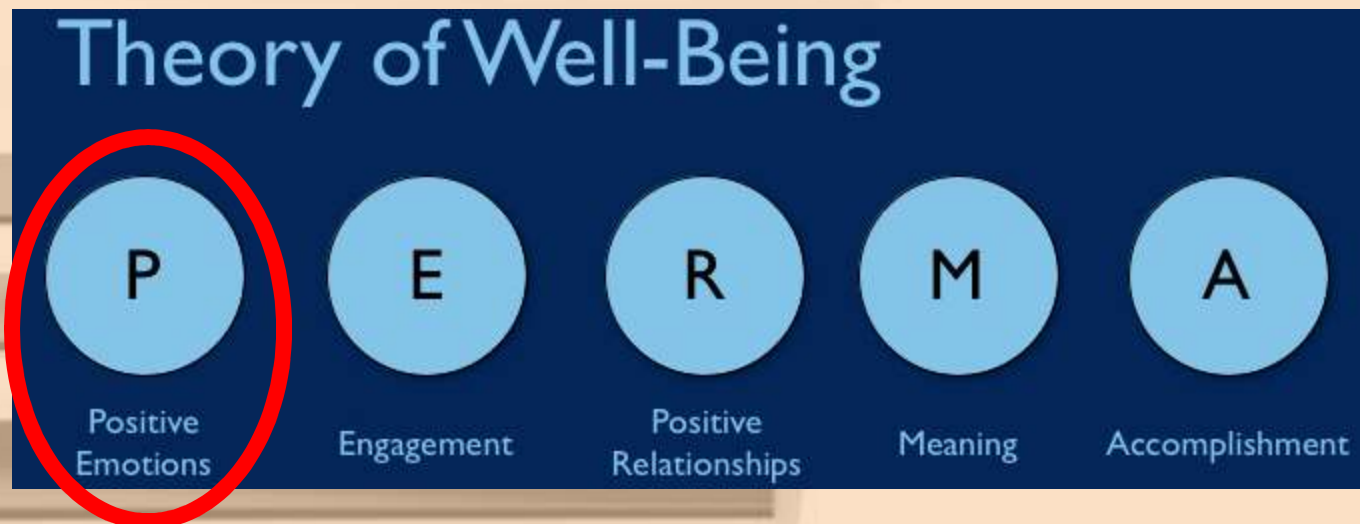 Theory of Well-Being
P E R M A
Positive Emotions
Engagement
Positive Relationships
Meaning
Accomplishment